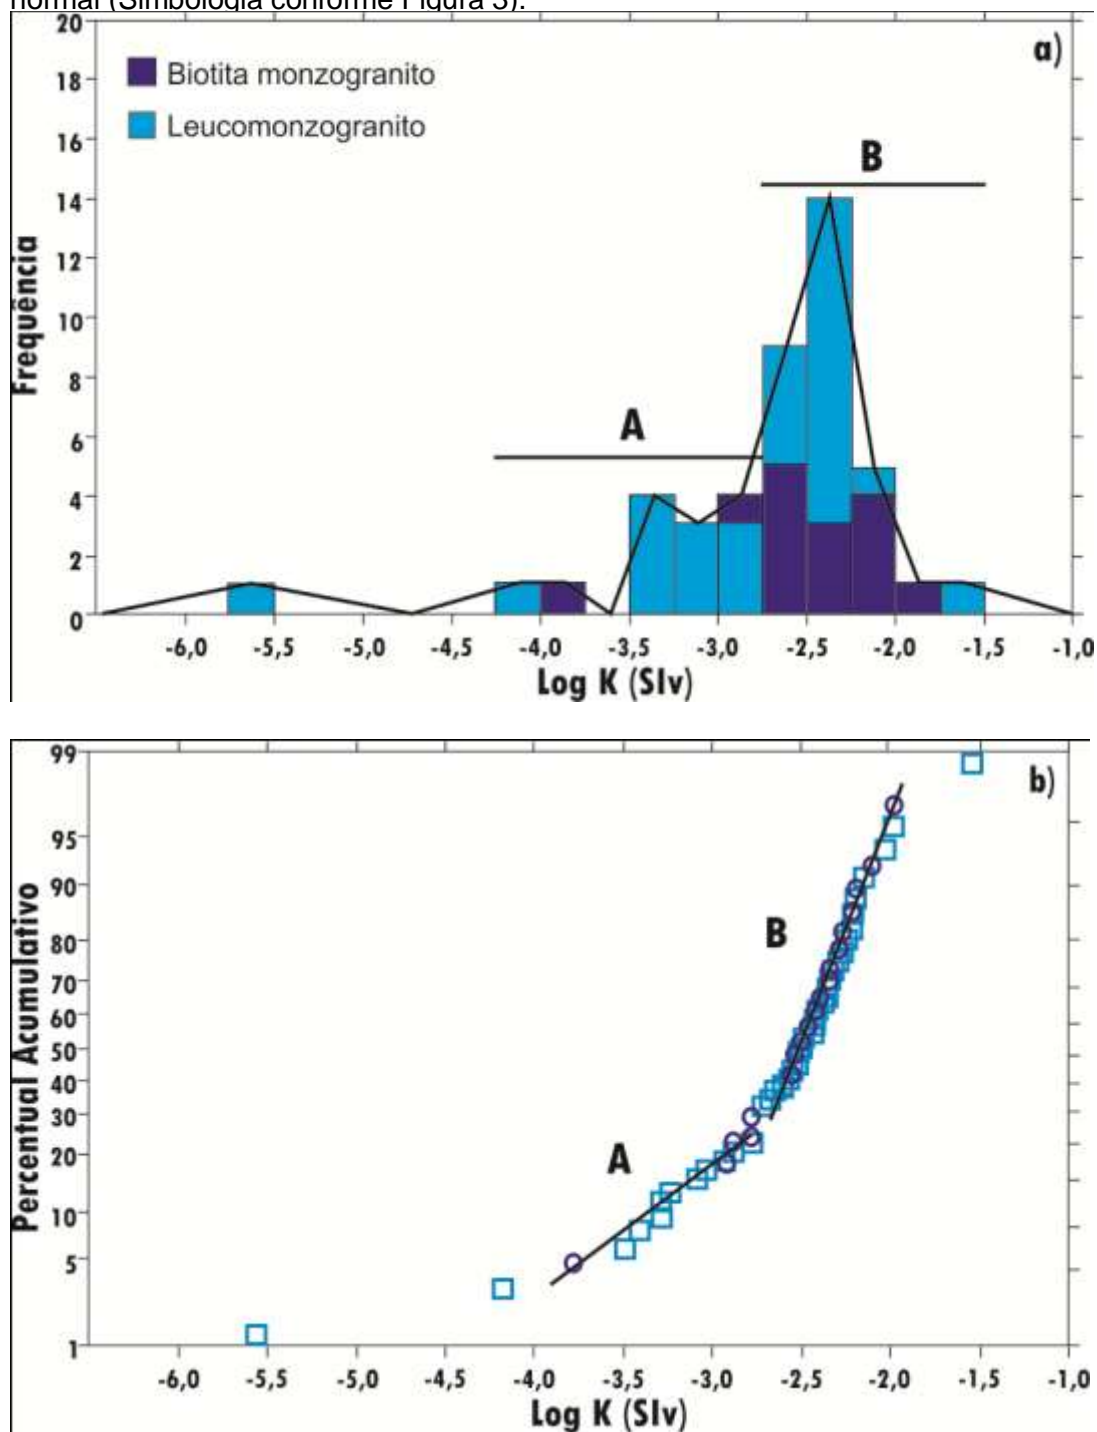 normal (Simbologia conforme Figura 3).
a)
Biotita monzogranito
Leucomonzogranito
A
B
Freqüência
20
18
16
14
12
10
8
6
4
2
0
-6,0 -5,5 -5,0 -4,5 -4,0 -3,5 -3,0 -2,5 -2,0 -1,5 -1,0
Log K (SIv)
b)
A
B
Percentual Acumulativo
99
95
90
80
70
60
50
40
30
20
10
5
1
-6,0 -5,5 -5,0 -4,5 -4,0 -3,5 -3,0 -2,5 -2,0 -1,5 -1,0
Log K (SIv)